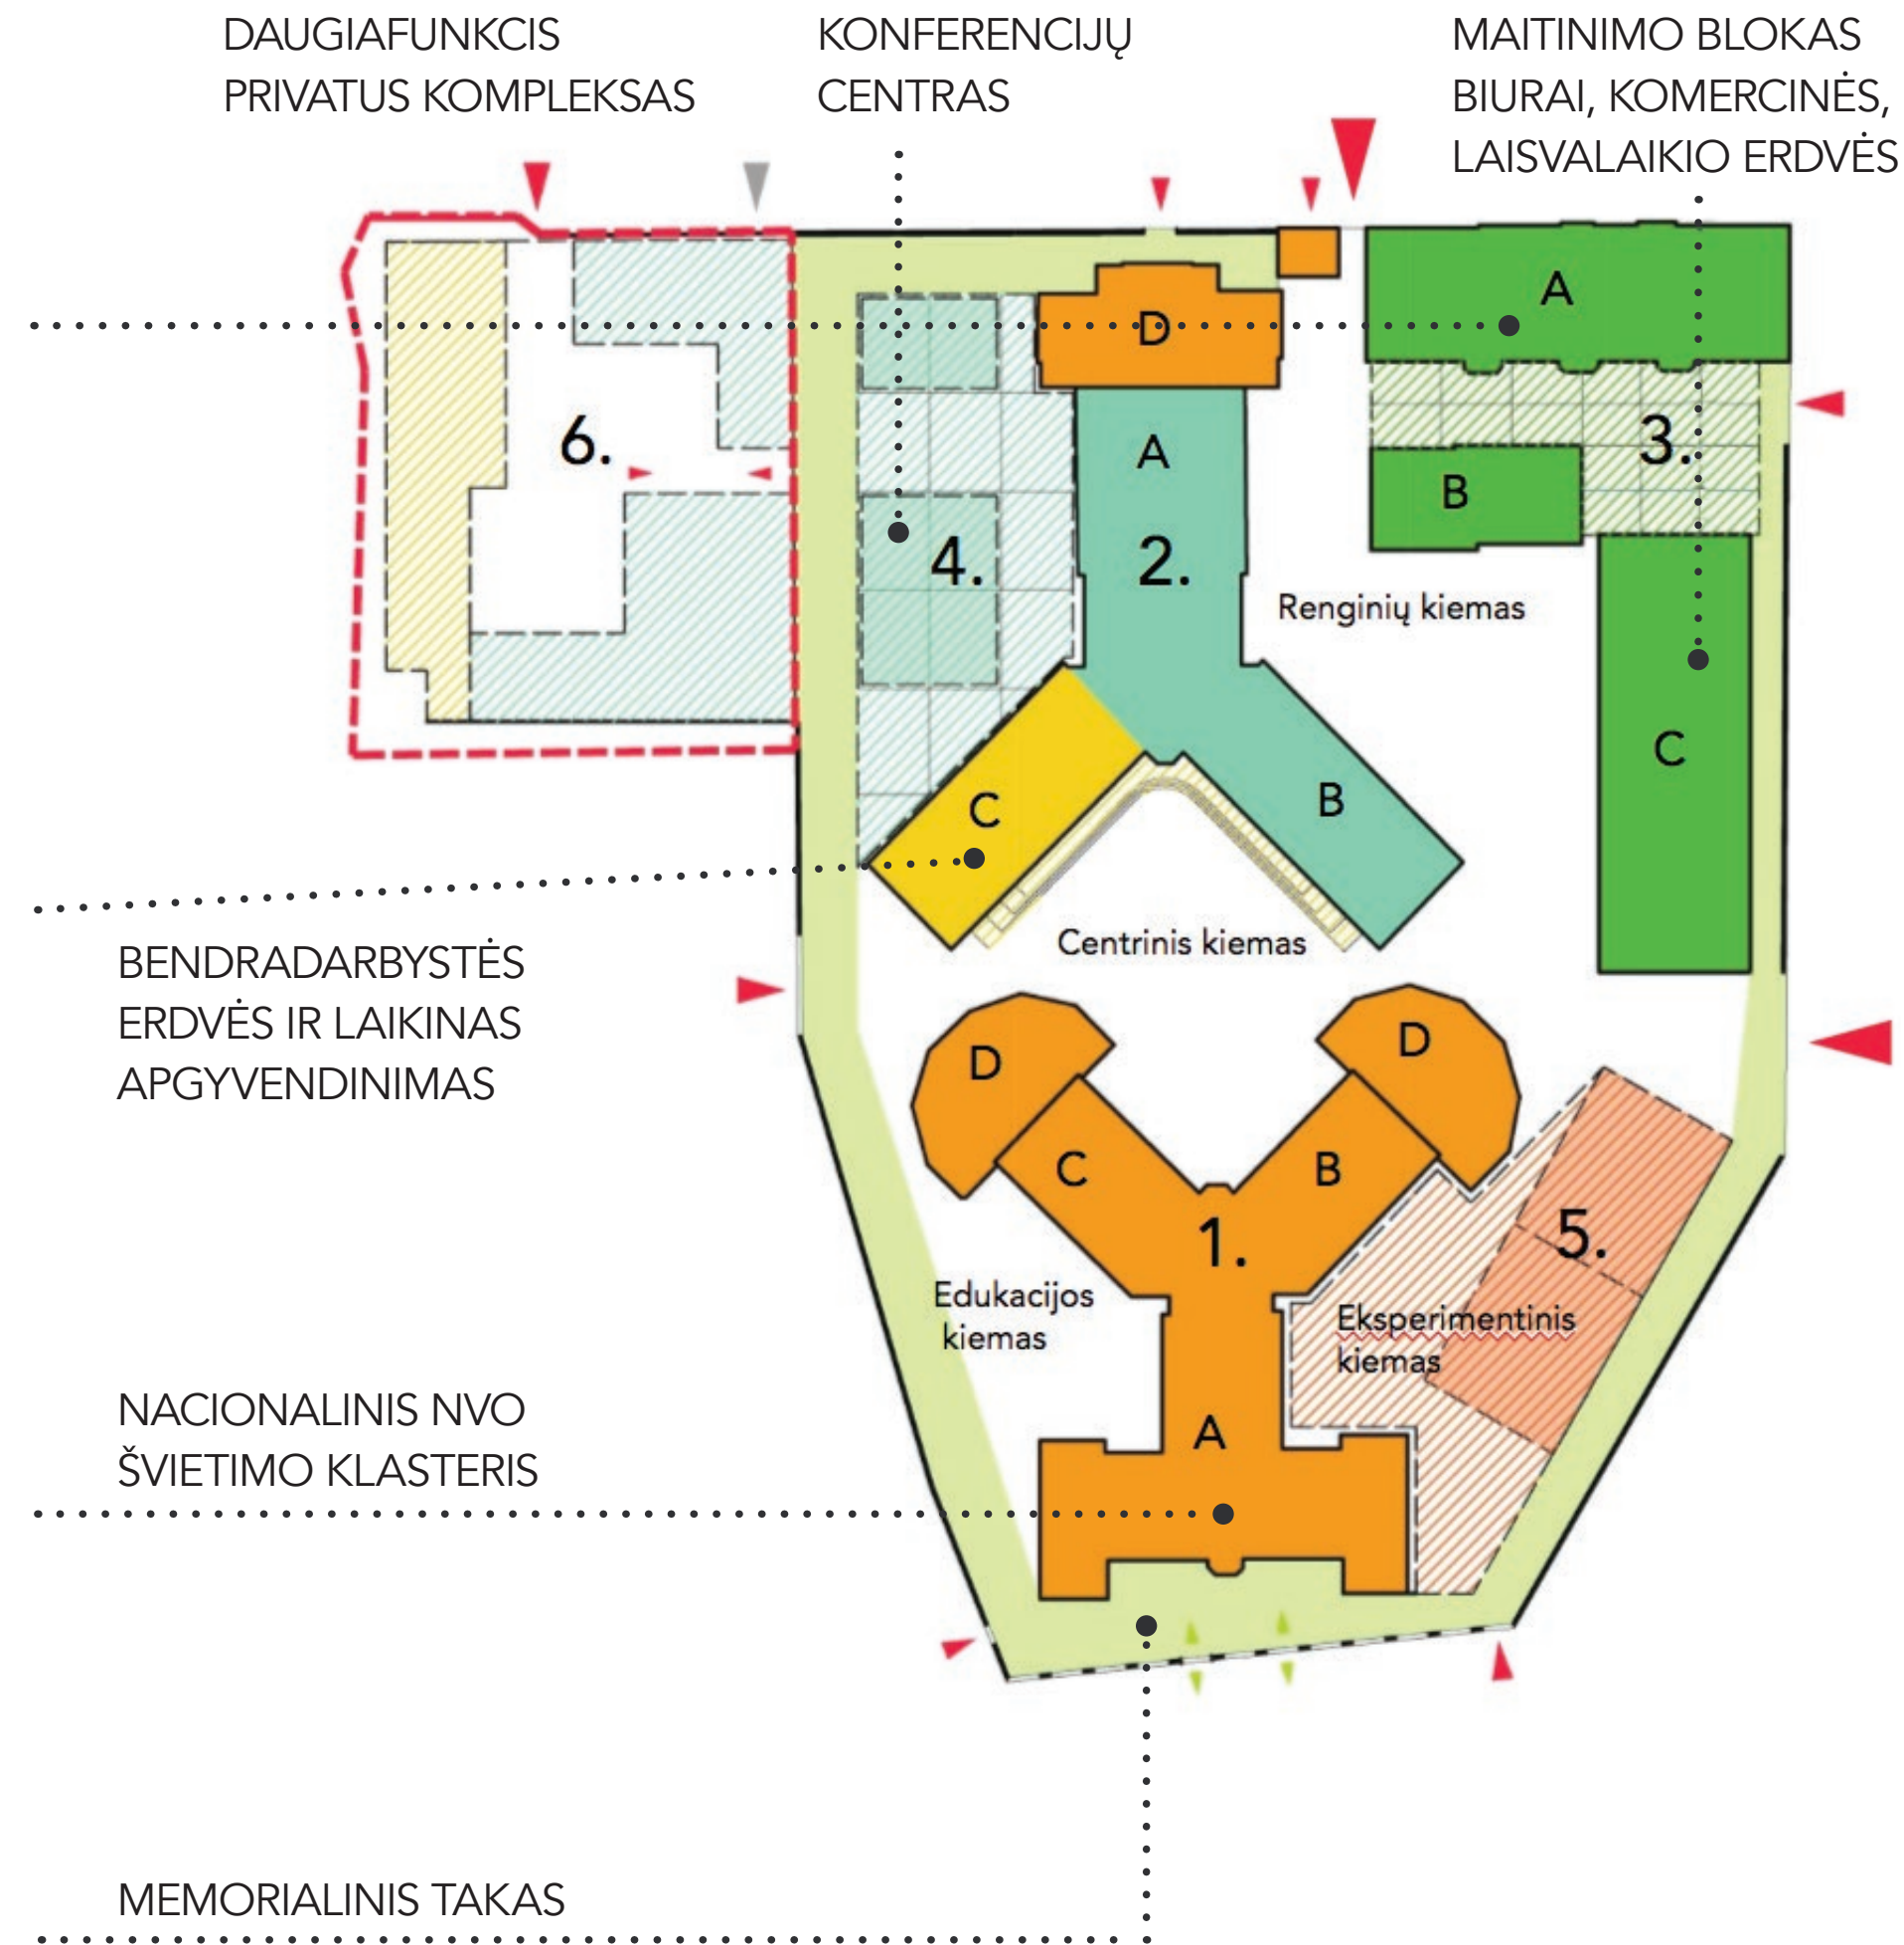 DAUGIAFUNKCIS
PRIVATUS KOMPLEKSAS
KONFERENCIJŲ
CENTRAS
MAITINIMO BLOKAS
BIURAI, KOMERCINĖS,
LAISVALAIKIO ERDVĖS
A
D
6.
A
3.
B
4.
2.
Renginių kiemas
C
C
B
Centrinis kiemas
BENDRADARBYSTĖS
ERDVĖS IR LAIKINAS
APGYVENDINIMAS
D
D
C
B
1.
5.
Edukacijos
kiemas
Eksperimentinis
kiemas
NACIONALINIS NVO
ŠVIETIMO KLASTERIS
A
MEMORIALINIS TAKAS